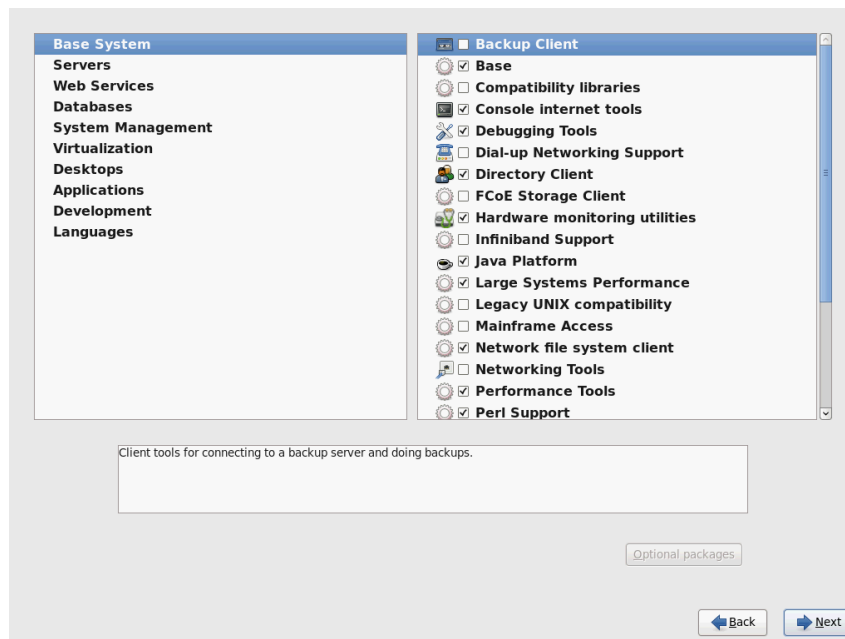 Base System
Servers
Web Services
Databases
System Management
Virtualization
Desktops
Applications
Development
Languages
Backup Client
Base
Compatibility libraries
Console internet tools
Debugging Tools
Dial-up Networking Support
Directory Client
FCoE Storage Client
Hardware monitoring utilities
Infiniband Support
Java Platform
Large Systems Performance
Legacy UNIX compatibility
Mainframe Access
Network file system client
Networking Tools
Performance Tools
Perl Support
Client tools for connecting to a backup server and doing backups.
Optional packages
Back
Next